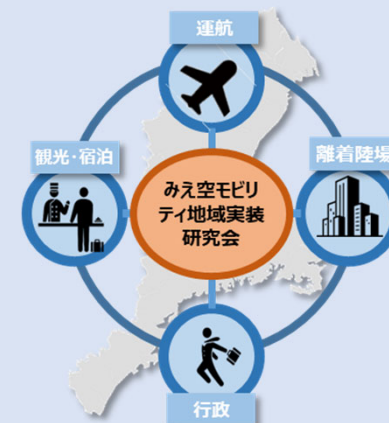 運航
観光・宿泊
離着陸場
みえ空モビリ
ティ地域実装
研究会
行政